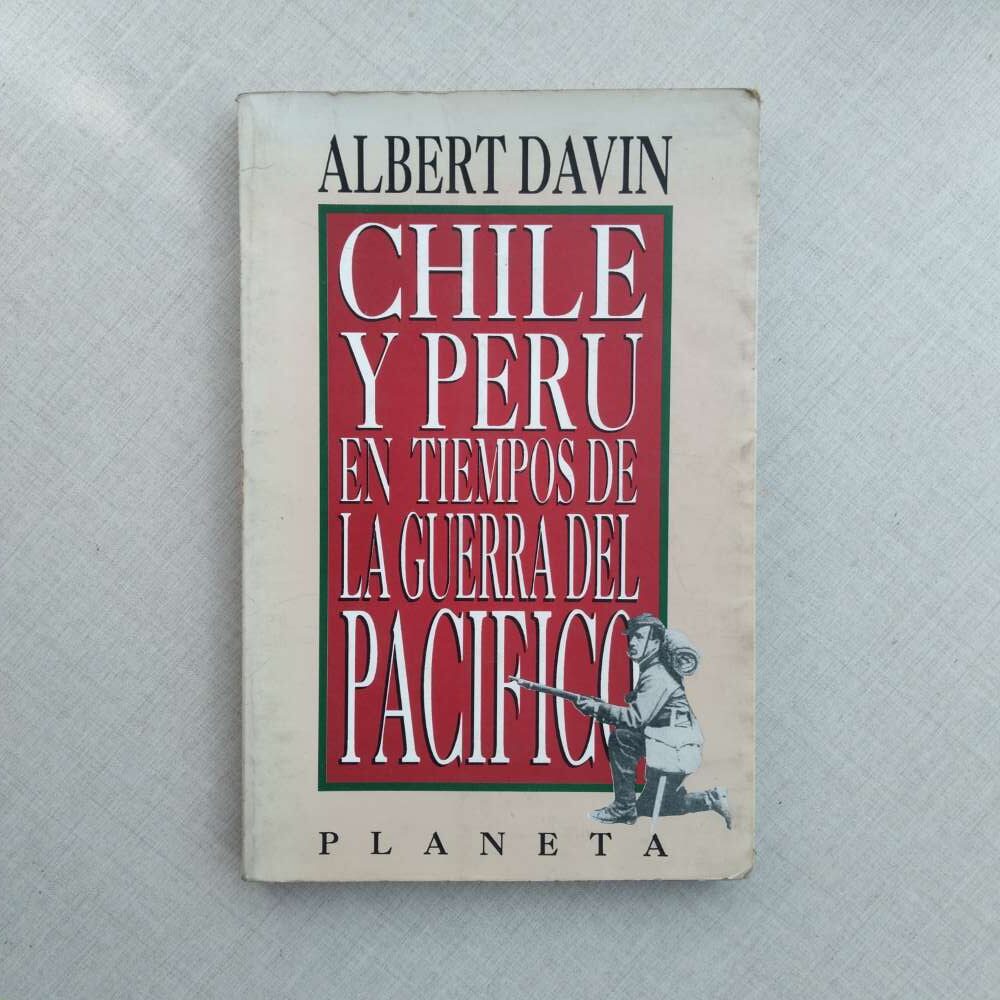 ALBERT DAVIN
CHILE
Y PERU
EN TIEMPOS DE
LA GUERRA DEL
PACIFICO
PLANETA